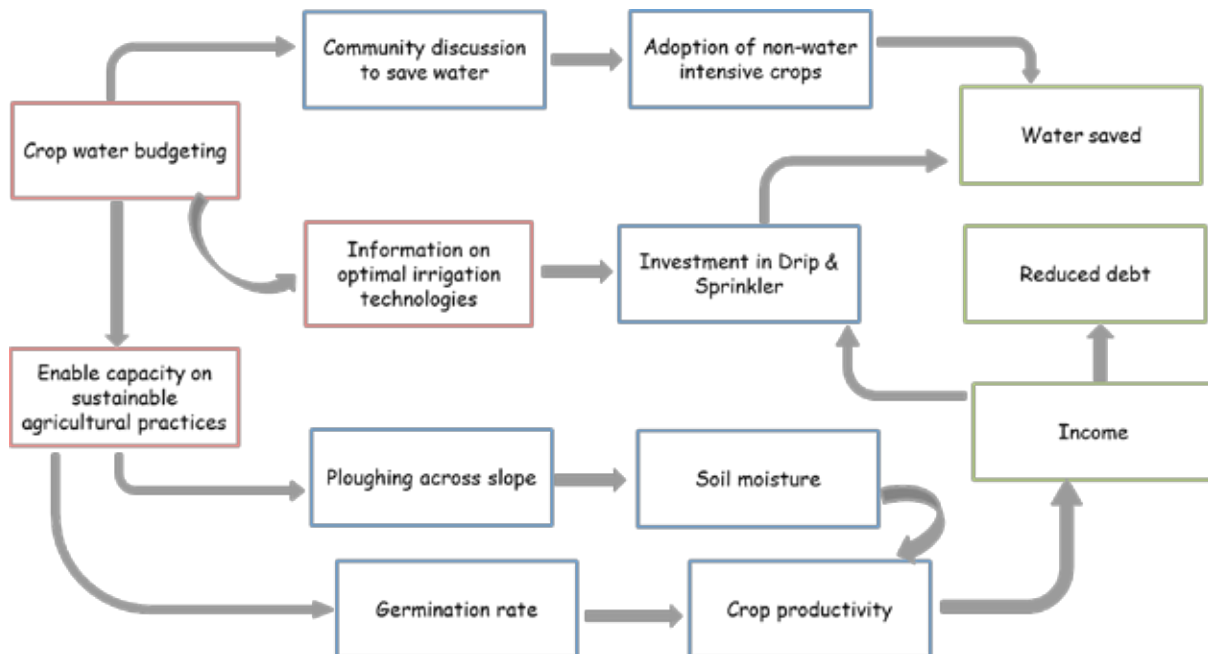 Community discussion
to save water
Adoption of non-water
intensive crops
Crop water budgeting
Water saved
Information on
optimal irrigation
technologies
Investment in Drip &
Sprinkler
Reduced debt
Enable capacity on
sustainable
agricultural practices
Income
Ploughing across slope
Soil moisture
Germination rate
Crop productivity